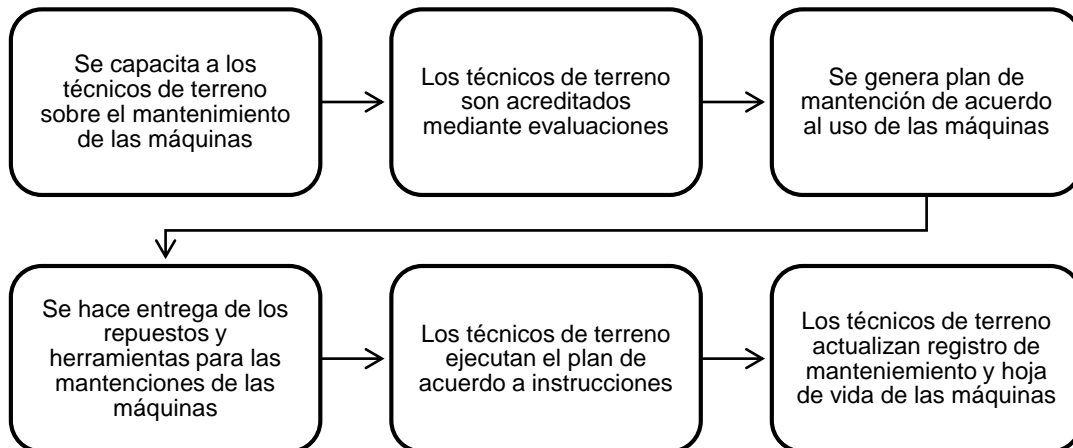 Se capacita a los
técnicos de terreno
sobre el mantenimiento
de las máquinas
Los técnicos de terreno
son acreditados
mediante evaluaciones
Se genera plan de
mantención de acuerdo
al uso de las máquinas
Se hace entrega de los
repuestos y
herramientas para las
mantenciones de las
máquinas
Los técnicos de terreno
ejecutan el plan de
acuerdo a instrucciones
Los técnicos de terreno
actualizan registro de
manteniemiento y hoja
de vida de las máquinas